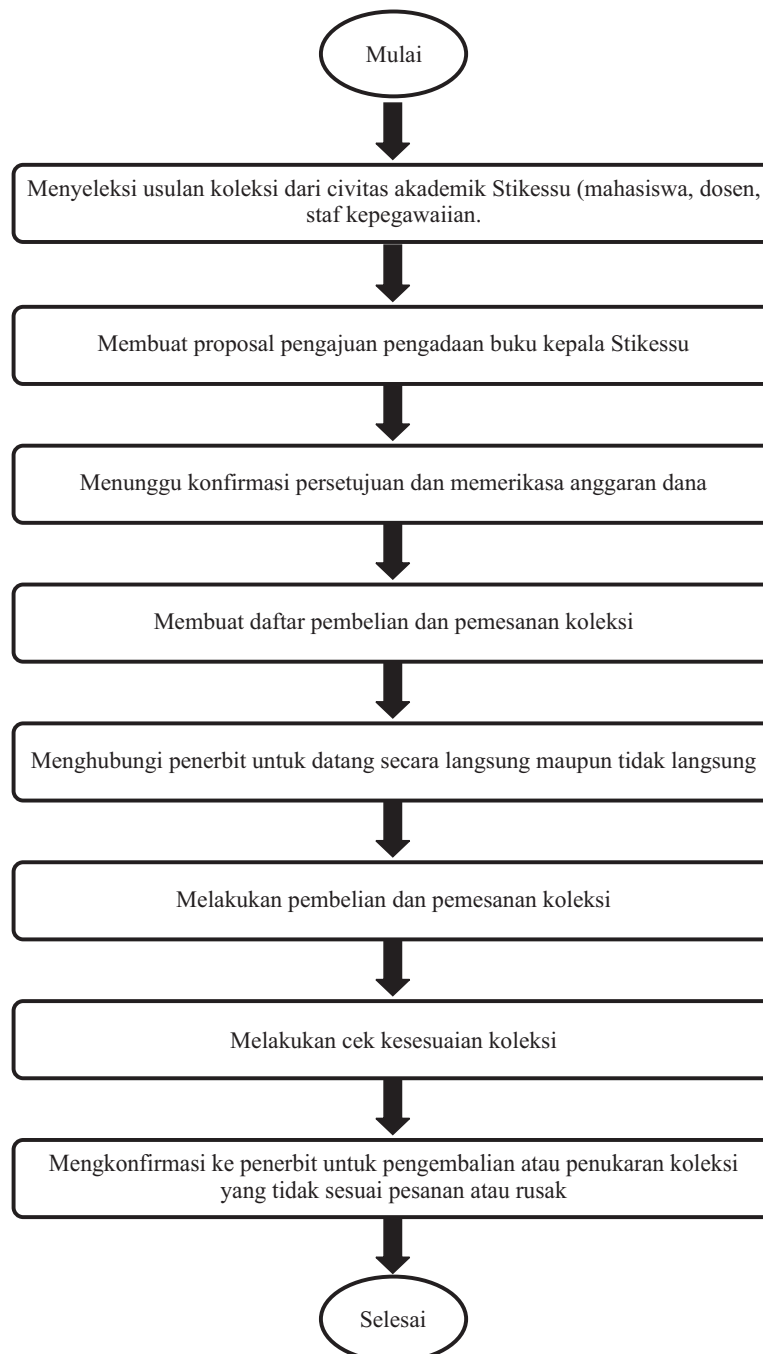 Mulai
Menyeleksi usulan koleksi dari civitas akademik Stikessu (mahasiswa, dosen,
staf kepegawaiian.
Membuat proposal pengajuan pengadaan buku kepala Stikessu
Menunggu konfirmasi persetujuan dan memerikasa anggaran dana
Membuat daftar pembelian dan pemesanan koleksi
Menghubungi penerbit untuk datang secara langsung maupun tidak langsung
Melakukan pembelian dan pemesanan koleksi
Melakukan cek kesesuaian koleksi
Mengkonfirmasi ke penerbit untuk pengembalian atau penukaran koleksi
yang tidak sesuai pesanan atau rusak
Selesai